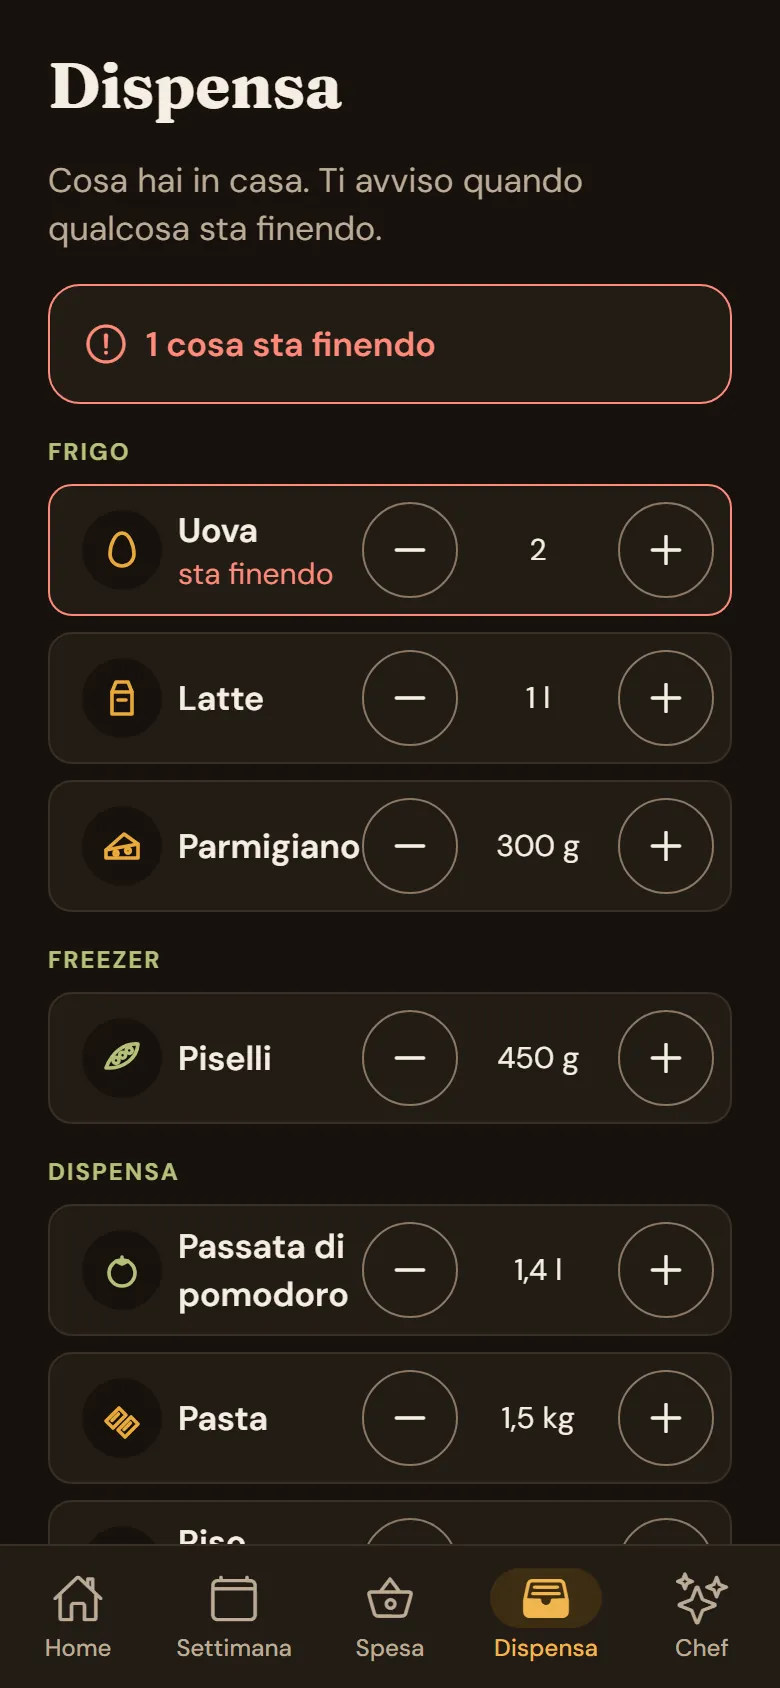 Dispensa
Cosa hai in casa. Ti avviso quando
qualcosa sta finendo.
1 cosa sta finendo
FRIGO
Uova
sta finendo
2
Latte
1 l
Parmigiano
300 g
FREEZER
Piselli
450 g
DISPENSA
Passata di
pomodoro
1,4 l
Pasta
1,5 kg
Riso
Home
Settimana
Spesa
Dispensa
Chef